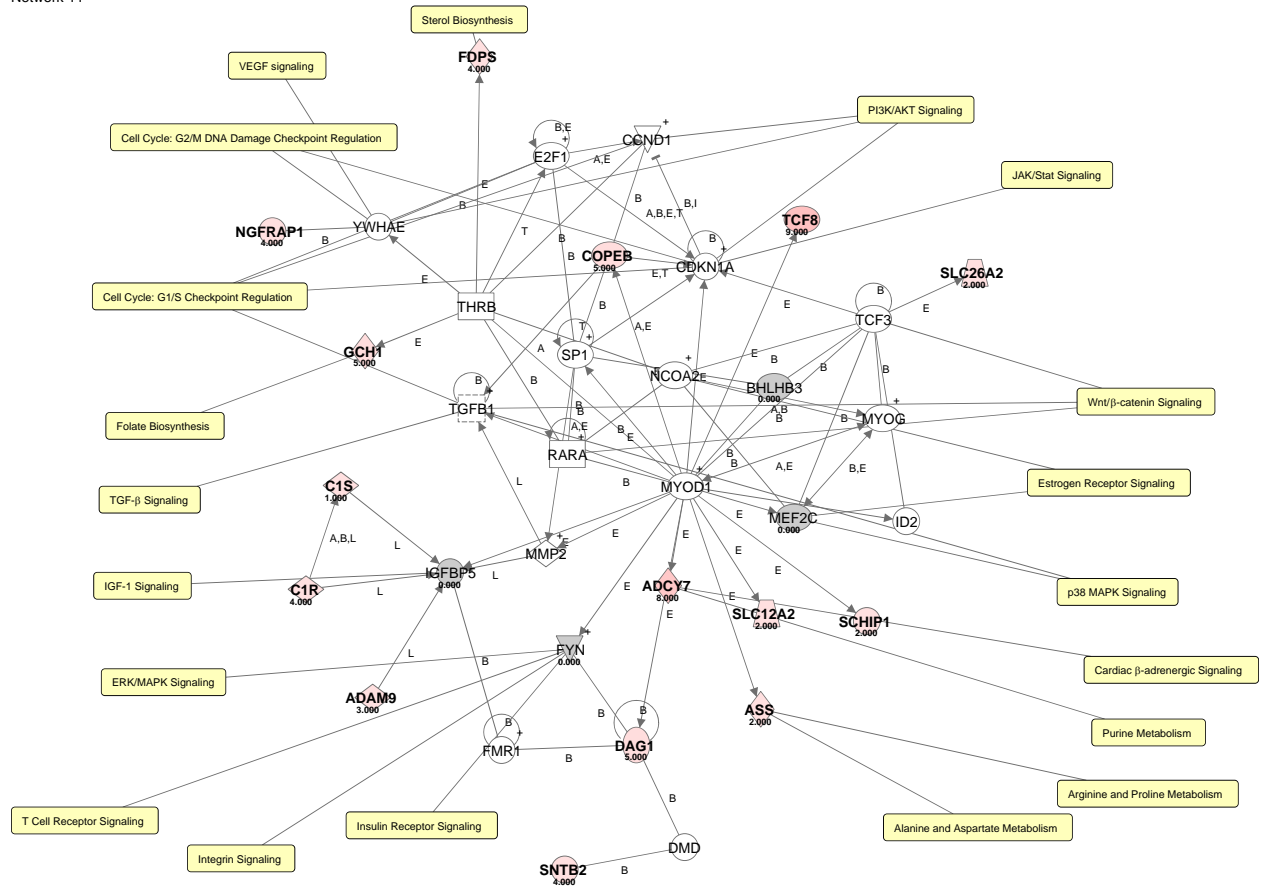 Sterol Biosynthesis
FDPS
4.000
VEGF signaling
PI3K/AKT Signaling
Cell Cycle: G2/M DNA Damage Checkpoint Regulation
B,E
+
CCND1
+
E2F1
A,E
JAK/Stat Signaling
E
B
B
B,I
A,B,E,T
NGFRAP1
4.000
B
YWHAE
T
B
B
COPEB
5.000
B
+
CDKN1A
TCF8
9.000
E,T
SLC26A2
2.000
Cell Cycle: G1/S Checkpoint Regulation
E
THRB
B
E
B
E
TCF3
GCH1
5.000
E
A
T
+
SP1
A,E
E
B
B
B
+
NCOA2
E
BHLHB3
0.000
Folate Biosynthesis
B
+
TGFB1
B
B
B
A,E
+
B
E
A,B
B
+
MYOG
Wnt/β-catenin Signaling
TGF-β Signaling
C1S
1.000
RARA
B
B
B
+
MYOD1
A,E
B
B,E
Estrogen Receptor Signaling
L
A,B,L
L
+
E
MMP2
E
E
E
MEF2C
0.000
ID2
IGF-1 Signaling
C1R
4.000
L
IGFBP5
0.000
L
E
ADCY7
8.000
E
E
E
SLC12A2
2.000
SCHIP1
2.000
p38 MAPK Signaling
+
FYN
0.000
L
B
Cardiac β-adrenergic Signaling
ERK/MAPK Signaling
ADAM9
3.000
B
B
B
+
FMR1
B
DAG1
5.000
ASS
2.000
Purine Metabolism
Arginine and Proline Metabolism
T Cell Receptor Signaling
Insulin Receptor Signaling
B
Alanine and Aspartate Metabolism
Integrin Signaling
DMD
SNTB2
4.000
B